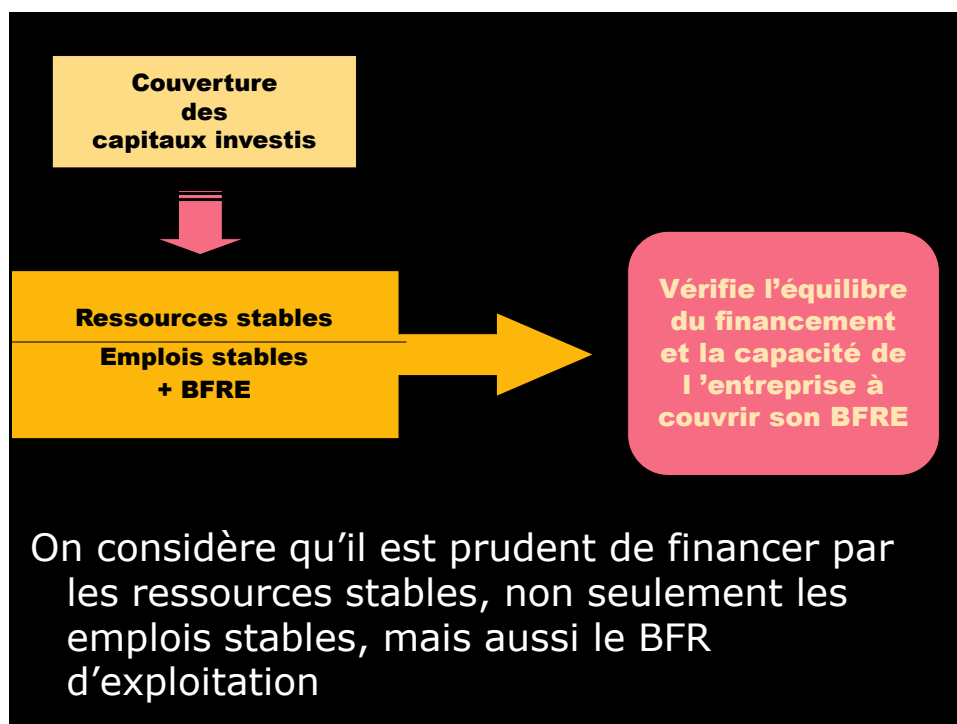 Couverture
des
capitaux investis
Ressources stables
Emplois stables
+ BFRE
Vérifie l’équilibre
du financement
et la capacité de
l ’entreprise à
couvrir son BFRE
On considère qu’il est prudent de financer par
les ressources stables, non seulement les
emplois stables, mais aussi le BFR
d’exploitation